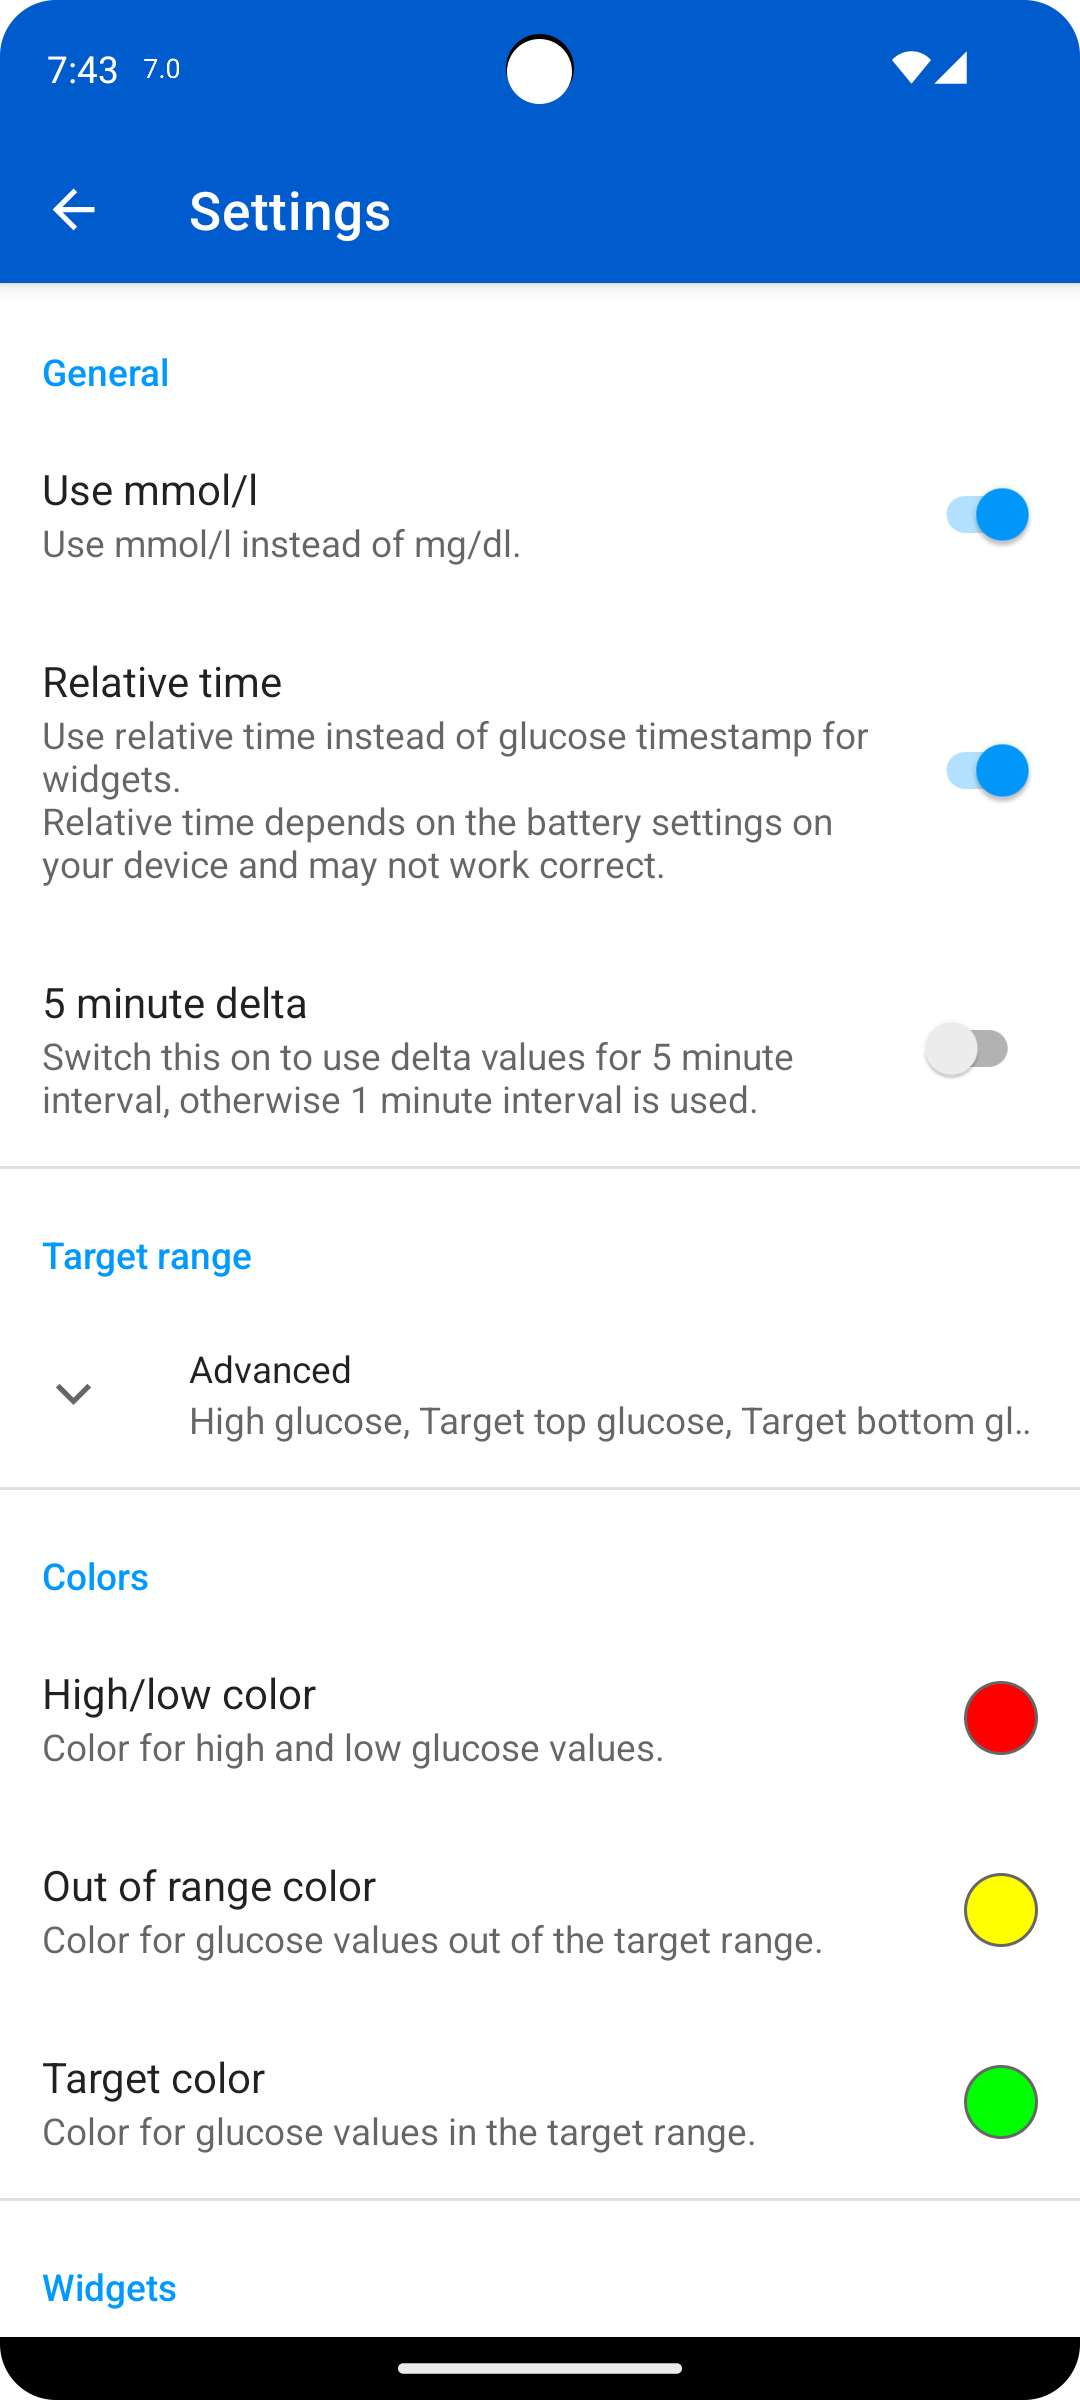 7:43 7.0
Settings
General
Use mmol/l
Use mmol/l instead of mg/dl.
Relative time
Use relative time instead of glucose timestamp for
widgets.
Relative time depends on the battery settings on
your device and may not work correct.
5 minute delta
Switch this on to use delta values for 5 minute
interval, otherwise 1 minute interval is used.
Target range
Advanced
High glucose, Target top glucose, Target bottom gl..
Colors
High/low color
Color for high and low glucose values.
Out of range color
Color for glucose values out of the target range.
Target color
Color for glucose values in the target range.
Widgets